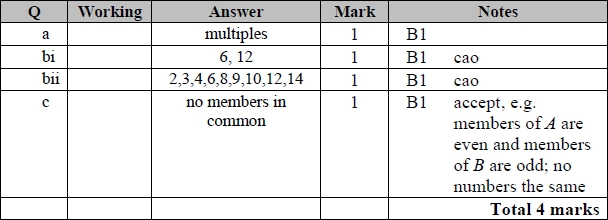 Q Working Answer Mark Notes
a multiples 1 B1
bi 6, 12 1 B1 cao
bii 2,3,4,6,8,9,10,12,14 1 B1 cao
c no members in 1 B1 accept, e.g.
common members of A are
even and members
of B are odd; no
numbers the same
Total 4 marks